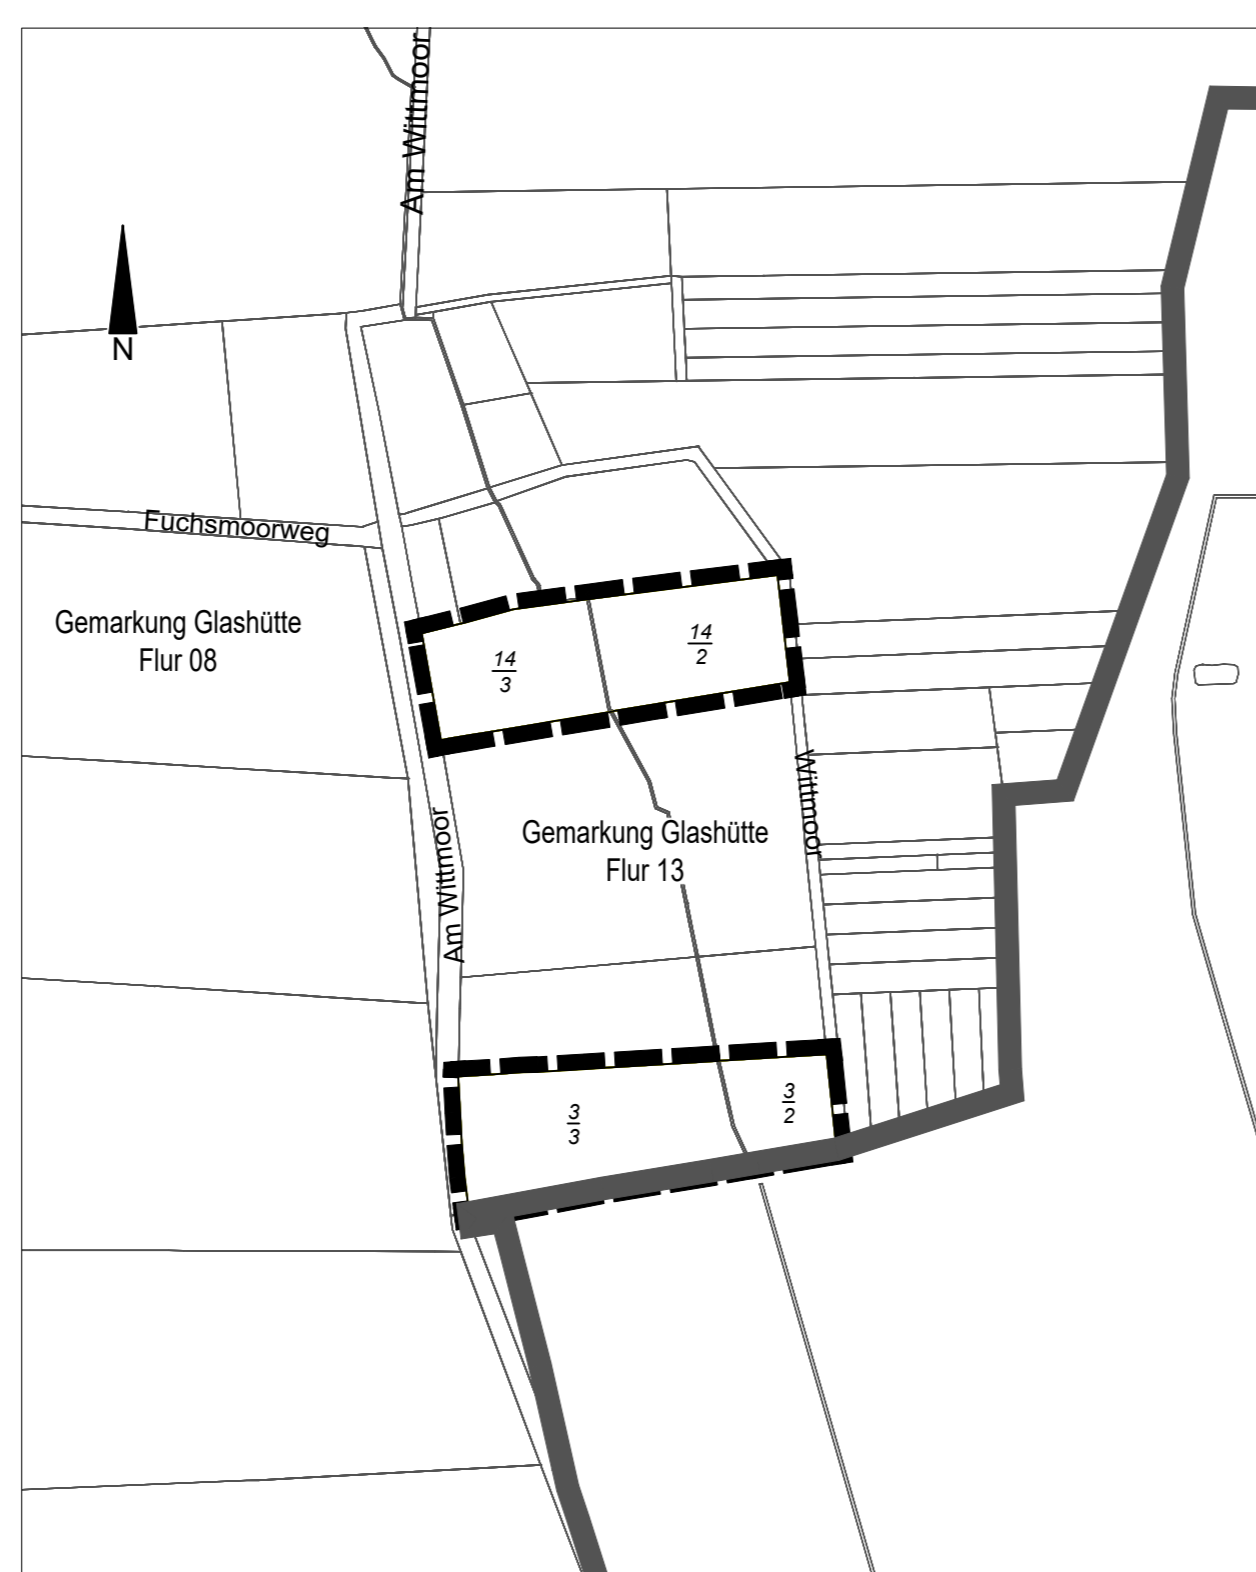 Am Wittmoor
N
Fuchsmoorweg
Gemarkung Glashütte
Flur 08
14
3
14
2
Wittmoor
Am Wittmoor
Gemarkung Glashütte
Flur 13
3
3
3
2